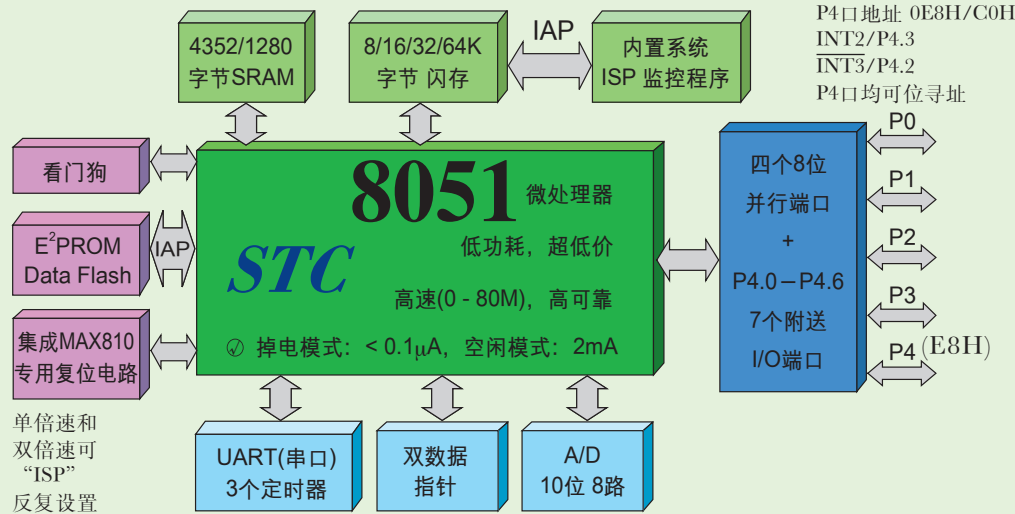 P4口地址 0E8H/C0H
INT2/P4.3
INT3/P4.2
P4口均可位寻址
4352/1280
字节SRAM
8/16/32/64K
字节 闪存
IAP
内置系统
ISP 监控程序
看门狗
E²PROM
Data Flash
IAP
集成MAX810
专用复位电路
单倍速和
双倍速可
“ISP”
反复设置
8051 微处理器
低功耗，超低价
STC
高速(0 - 80M)，高可靠
掉电模式：< 0.1μA，空闲模式：2mA
四个8位
并行端口
+
P4.0－P4.6
7个附送
I/O端口
P0
P1
P2
P3
P4 (E8H)
UART(串口)
3个定时器
双数据
指针
A/D
10位 8路